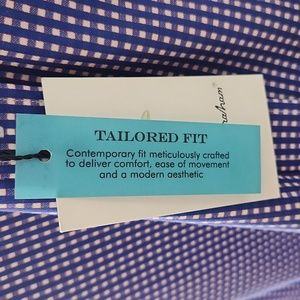 TAILORED FIT
Contemporary fit meticulously crafted
to deliver comfort, ease of movement
and a modern aesthetic